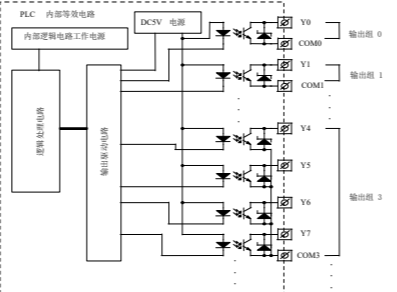 PLC 内部等效电路
DC5V 电源
内部逻辑电路工作电源
逻辑处理电路
输出驱动电路
Y0
COM0
输出组 0
Y1
COM1
输出组 1
Y4
Y5
Y6
Y7
COM3
输出组 3